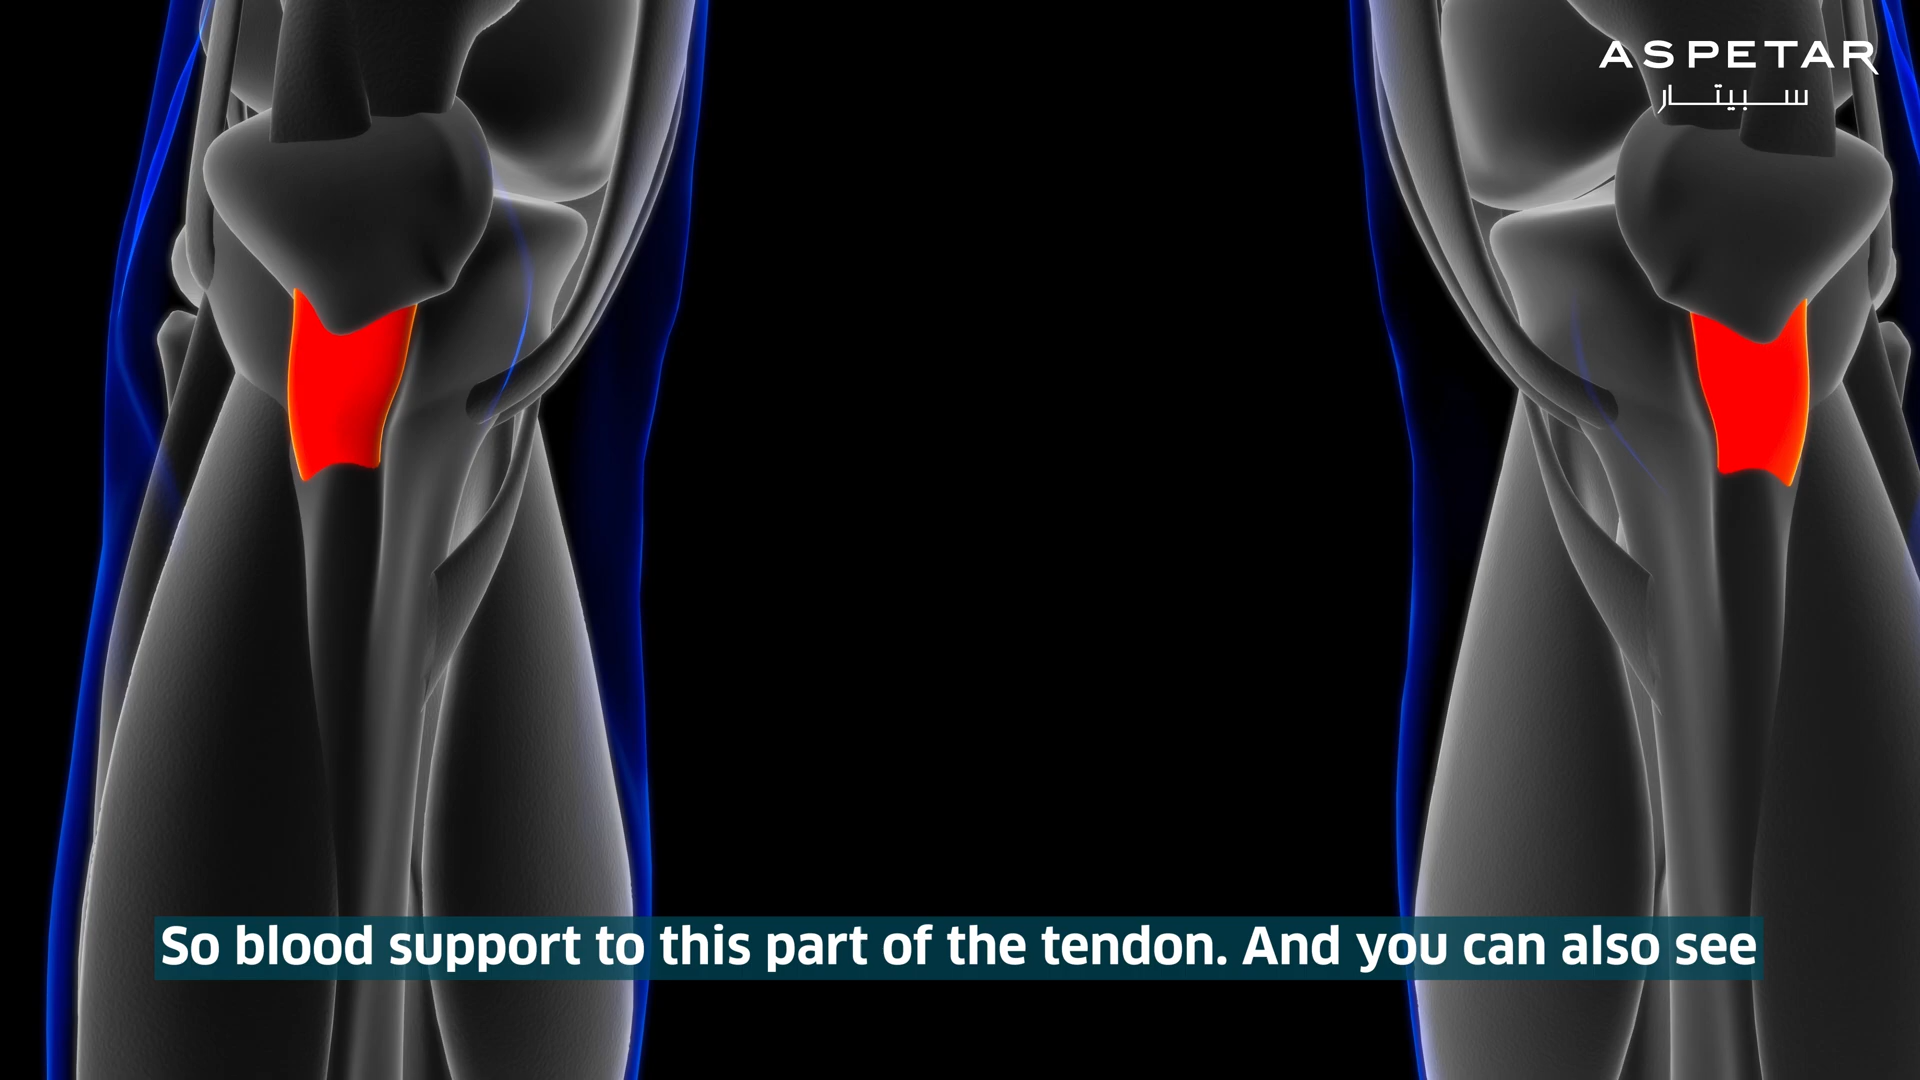 ASPETAR
سبيتار
So blood support to this part of the tendon. And you can also see